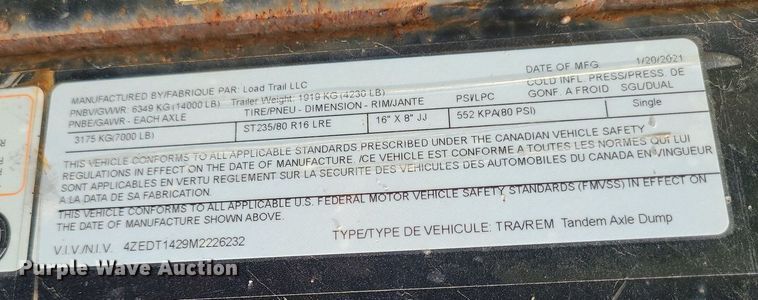 MANUFACTURED BY/FABRIQUE PAR: Load Trail LLC DATE OF MFG. 1/20/2021
PNBV/GVWR 6349 KG (14000 LB) Trailer Weight: 1919 KG (4230 LB) COLD INFL. PRESS/PRESS. DE
PNBE/GAWR - EACH AXLE TIRE/PNEU - DIMENSION - RIM/JANTE PSI/LPC GONF. A FROID SGL/DUAL
3175 KG(7000 LB) ST235/80 R16 LRE 16" X 8" JJ 552 KPA(80 PSI) Single
THIS VEHICLE CONFORMS TO ALL APPLICABLE STANDARDS PRESCRIBED UNDER THE CANADIAN VEHICLE SAFETY
REGULATIONS IN EFFECT ON THE DATE OF MANUFACTURE. /CE VEHICLE EST CONFORME A TOUTES LES NORMES QUI LUI
SONT APPLICABLES EN VERTU REGLEMENT SUR LA SECURITE DES VEHICLES DES AUTOMOBILES DU CANADA EN VINGUEUR
A LA DATA DE SA FABRICATION.
THIS VEHICLE CONFORMS TO ALL APPLICABLE U.S. FEDERAL MOTOR VEHICLE SAFETY STANDARDS (FMVSS) IN EFFECT ON
THE DATE OF MANUFACTURE SHOWN ABOVE.
V.I.V./N.I.V. 4ZEDT1429M2226232 TYPE/TYPE DE VEHICULE: TRA/REM Tandem Axle Dump
Purple Wave Auction